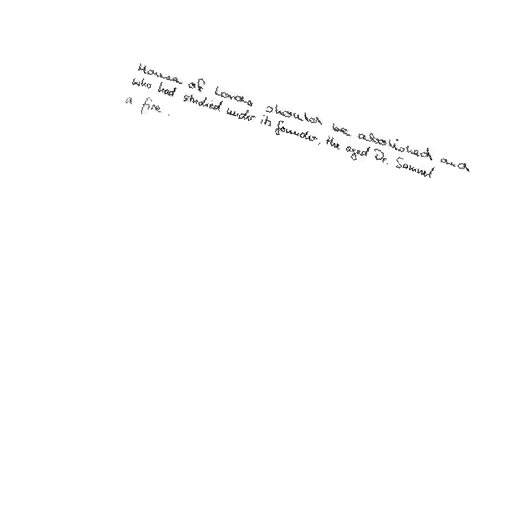 House of Lords should be abolished and
who had studied under its founder, the aged Dr. Samuel
a fire.